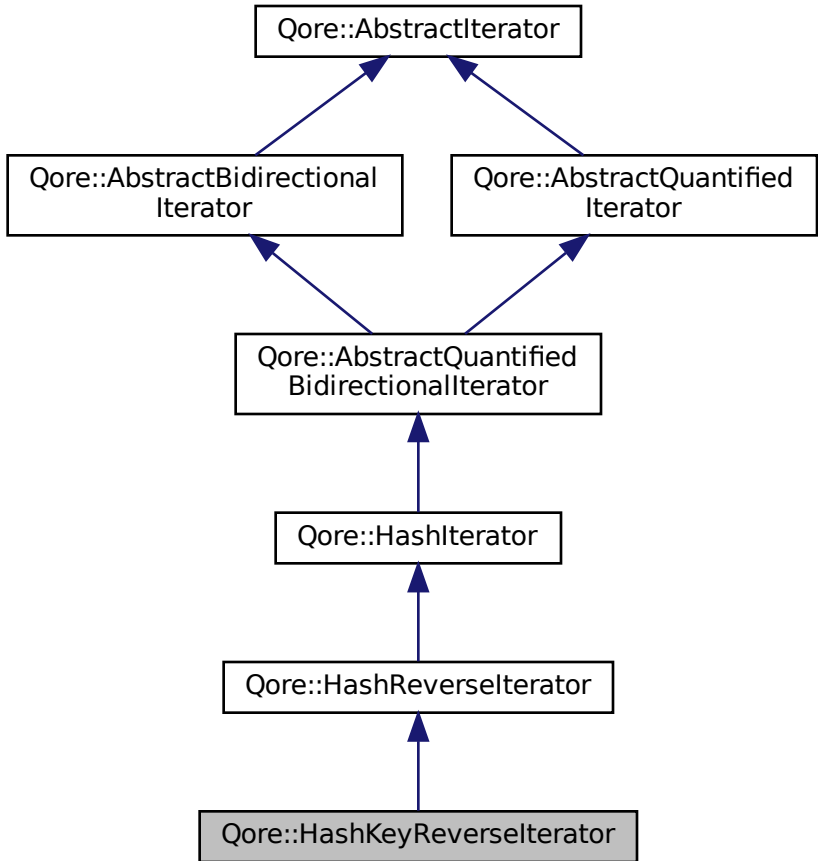 Qore::AbstractIterator
Qore::AbstractBidirectional
Iterator
Qore::AbstractQuantified
Iterator
Qore::AbstractQuantified
BidirectionalIterator
Qore::HashIterator
Qore::HashReverseIterator
Qore::HashKeyReverseIterator